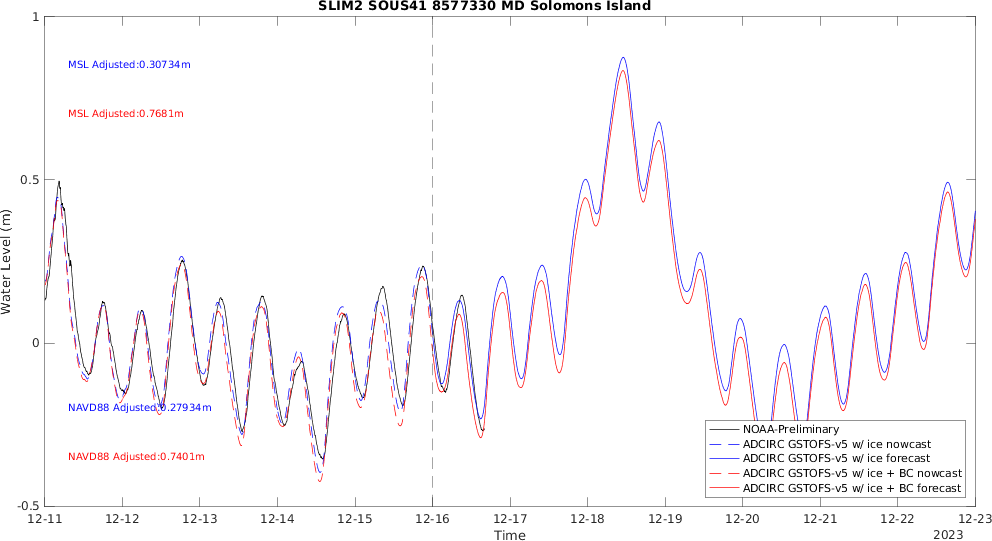 SLIM2 SOUS41 8577330 MD Solomons Island
1
MSL Adjusted:0.30734m
MSL Adjusted:0.7681m
0.5
Water Level (m)
0
NAVD88 Adjusted:0.27934m
NAVD88 Adjusted:0.7401m
NOAA-Preliminary
ADCIRC GSTOFS-v5 w/ ice nowcast
ADCIRC GSTOFS-v5 w/ ice forecast
ADCIRC GSTOFS-v5 w/ ice + BC nowcast
ADCIRC GSTOFS-v5 w/ ice + BC forecast
-0.5
12-11 12-12 12-13 12-14 12-15 12-16 12-17 12-18 12-19 12-20 12-21 12-22 12-23
Time 2023